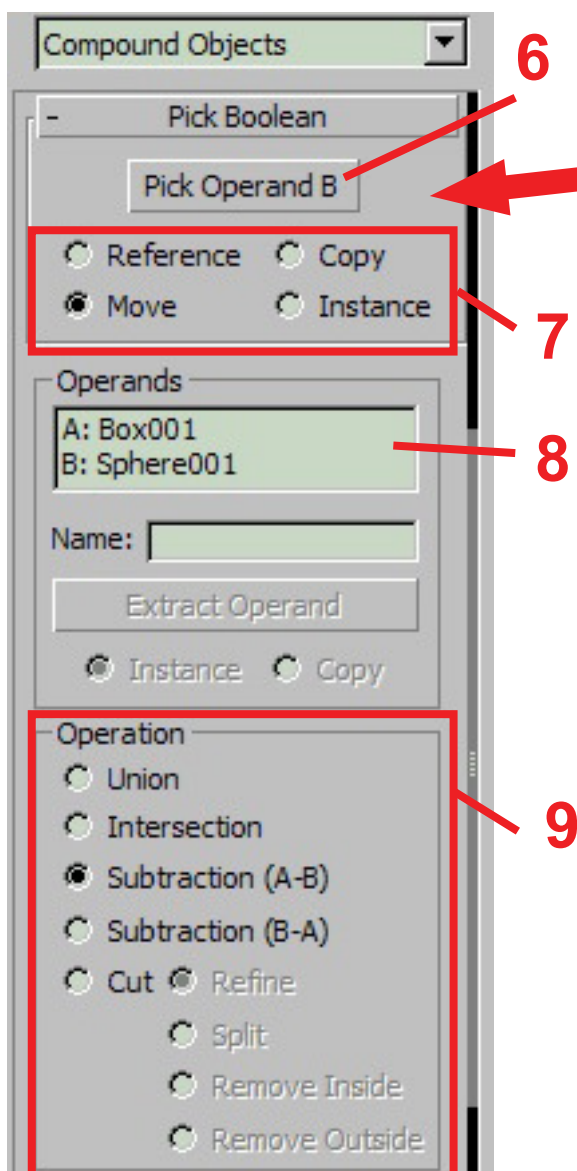 Compound Objects
6
- Pick Boolean
Pick Operand B
Reference Copy
Move Instance
7
Operands
A: Box001
B: Sphere001
8
Name:
Extract Operand
Instance Copy
Operation
Union
Intersection
Subtraction (A-B)
9
Subtraction (B-A)
Cut Refine
Split
Remove Inside
Remove Outside